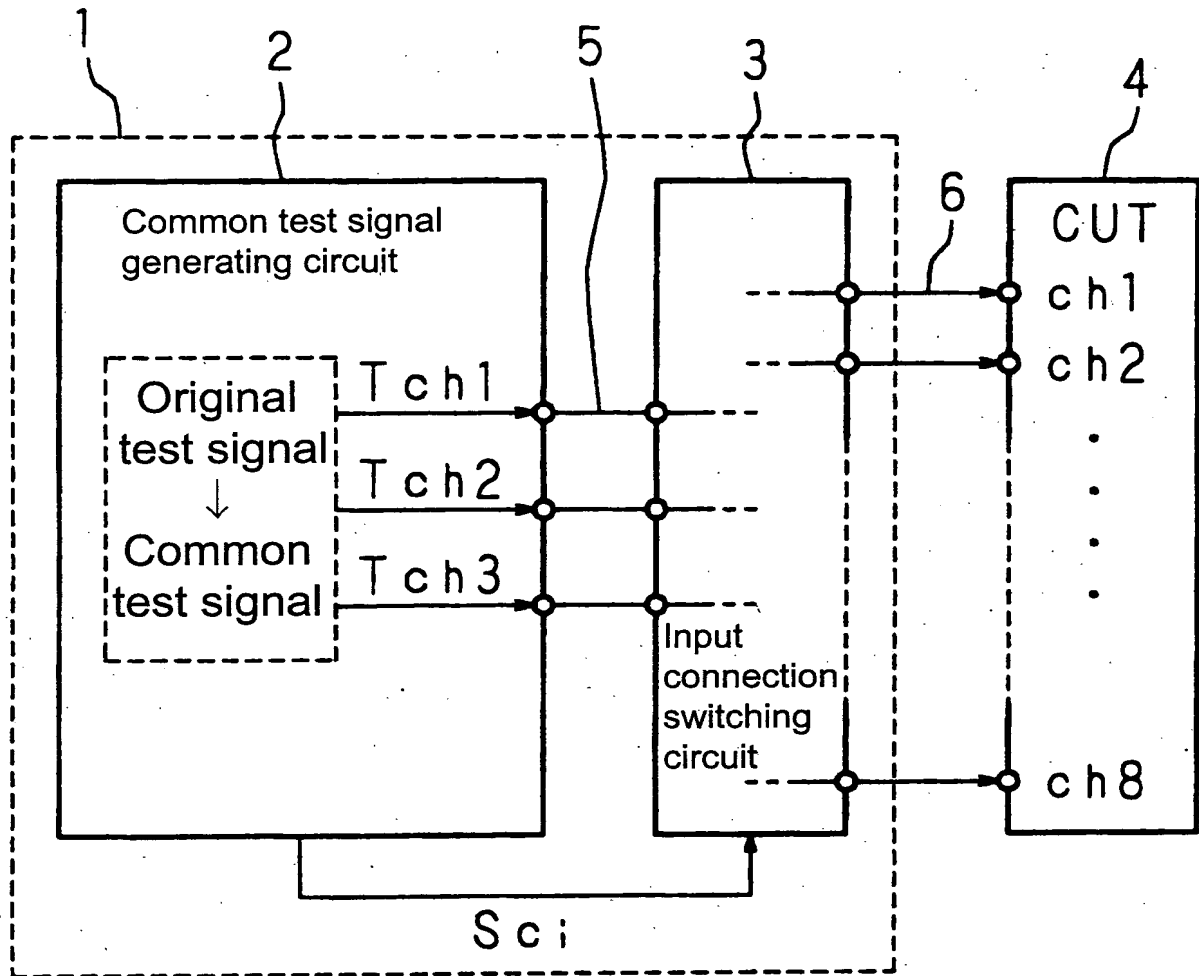 1
2
5
3
4
Common test signal
generating circuit
6
CUT
ch1
ch2
Original
test signal
↓
Common
test signal
Tch1
Tch2
Tch3
Input
connection
switching
circuit
ch8
Sci